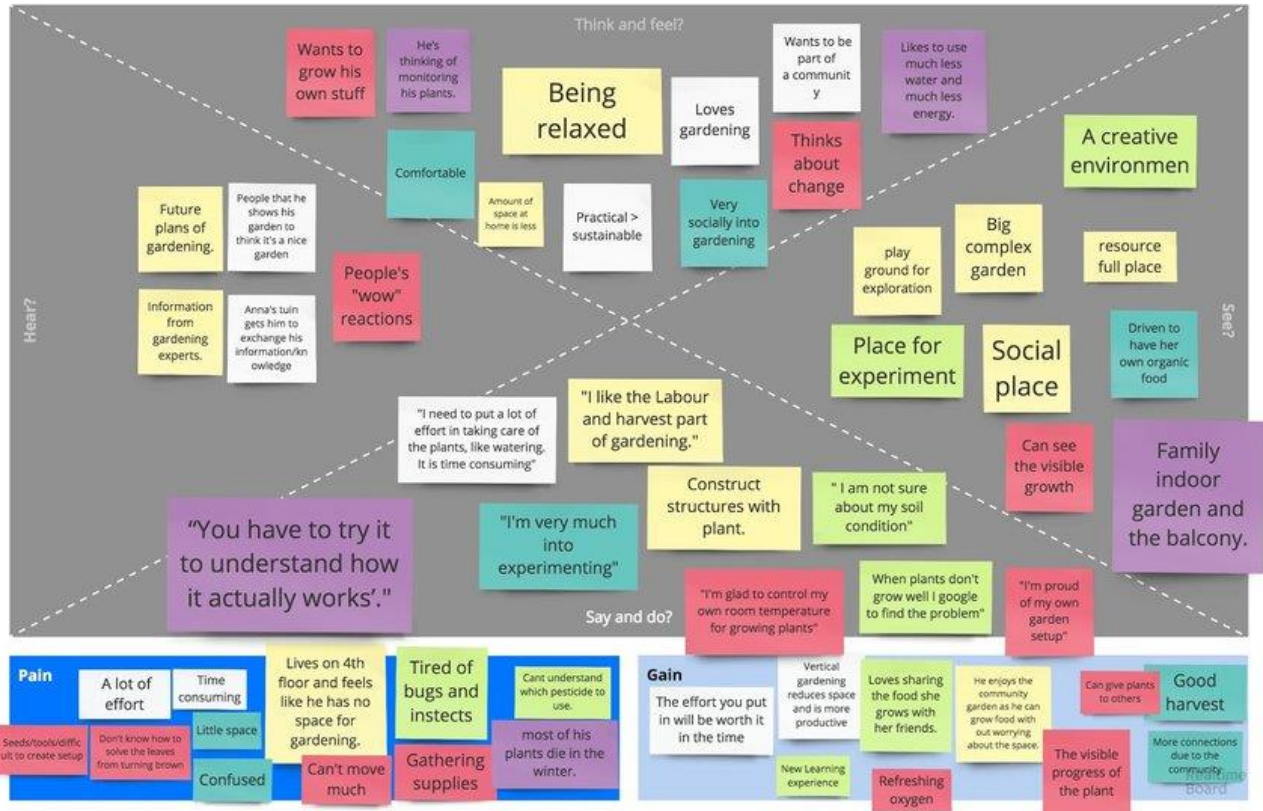 Think and feel?
Wants to
grow his
own stuff
He's
thinking of
monitoring
his plants.
Being
relaxed
Loves
gardening
Wants to be
part of
a communit
y
Likes to use
much less
water and
much less
energy.
Thinks
about
change
Comfortable
Amount of
space at
home is less
Practical >
sustainable
Very
socially into
gardening
Hear?
Future
plans of
gardening.
People that he
shows his
garden to
think it's a nice
garden
People's
"wow"
reactions
Information
from
gardening
experts.
Anna's tuin
gets him to
exchange his
information/kn
owledge
See?
A creative
environmen
play
ground for
exploration
Big
complex
garden
resource
full place
Place for
experiment
Social
place
Driven to
have her
own organic
food
Can see
the visible
growth
Family
indoor
garden and
the balcony.
"I need to put a lot of
effort in taking care of
the plants, like watering.
It is time consuming"
"I like the Labour
and harvest part
of gardening."
Construct
structures with
plant.
" I am not sure
about my soil
condition"
“You have to try it
to understand how
it actually works’."
"I'm very much
into
experimenting"
Say and do?
"I'm glad to control my
own room temperature
for growing plants"
When plants don't
grow well I google
to find the problem"
"I'm proud
of my own
garden
setup"
Pain
A lot of
effort
Time
consuming
Lives on 4th
floor and feels
like he has no
space for
gardening.
Tired of
bugs and
instects
Cant understand
which pesticide to
use.
Seeds/tools/diffic
ult to create setup
Don't know how to
solve the leaves
from turning brown
Little space
Confused
Can't move
much
Gathering
supplies
most of his
plants die in the
winter.
Gain
The effort you put
in will be worth it
in the time
Vertical
gardening
reduces space
and is more
productive
Loves sharing
the food she
grows with
her friends.
He enjoys the
community
garden as he can
grow food with
out worrying
about the space.
Can give plants
to others
Good
harvest
New Learning
experience
Refreshing
oxygen
The visible
progress of
the plant
More connections
due to the
community
Realtime
Board